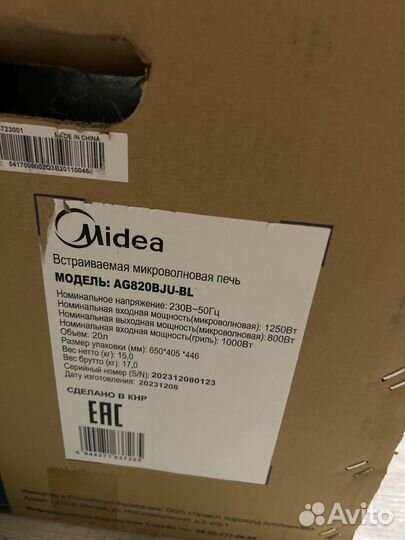 723001
MADE IN CHINA
Midea
Встраиваемая микроволновая печь
МОДЕЛЬ: AG820BJU-BL
Номинальное напряжение: 230В~50Гц
Номинальная входная мощность(микроволновая): 1250Вт
Номинальная выходная мощность(микроволновая): 800Вт
Номинальная входная мощность(гриль): 1000Вт
Объем: 20л
Размер упаковки (мм): 650*405 *446
Вес нетто (кг): 15,0
Вес брутто (кг): 17,0
Серийный номер (S/N): 202312080123
Дата изготовления: 20231208
СДЕЛАНО В КНР
EAC
Avito